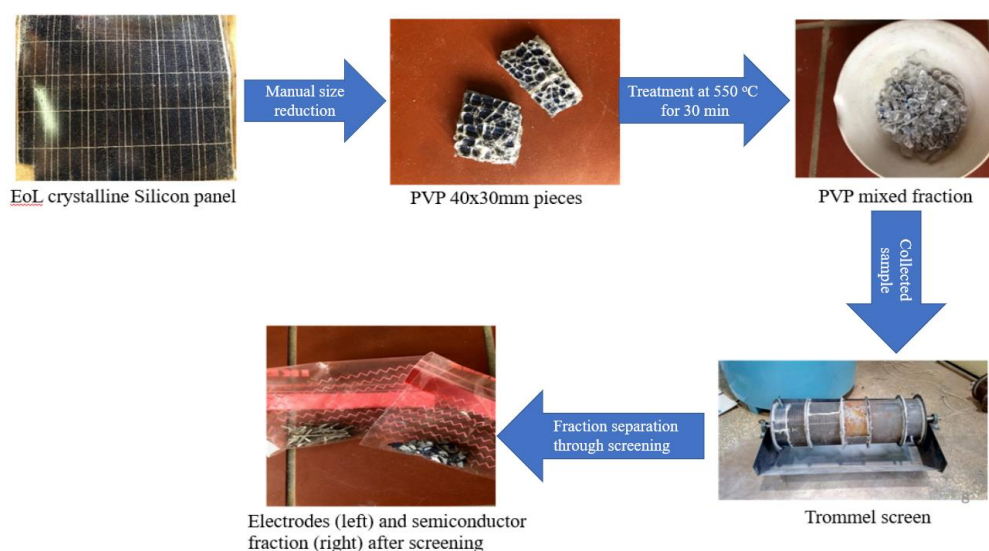 Manual size
reduction
Treatment at 550 °C
for 30 min
EoL crystalline Silicon panel
PVP 40x30mm pieces
PVP mixed fraction
Collected
sample
Fraction separation
through screening
Electrodes (left) and semiconductor
fraction (right) after screening
Trommel screen
8